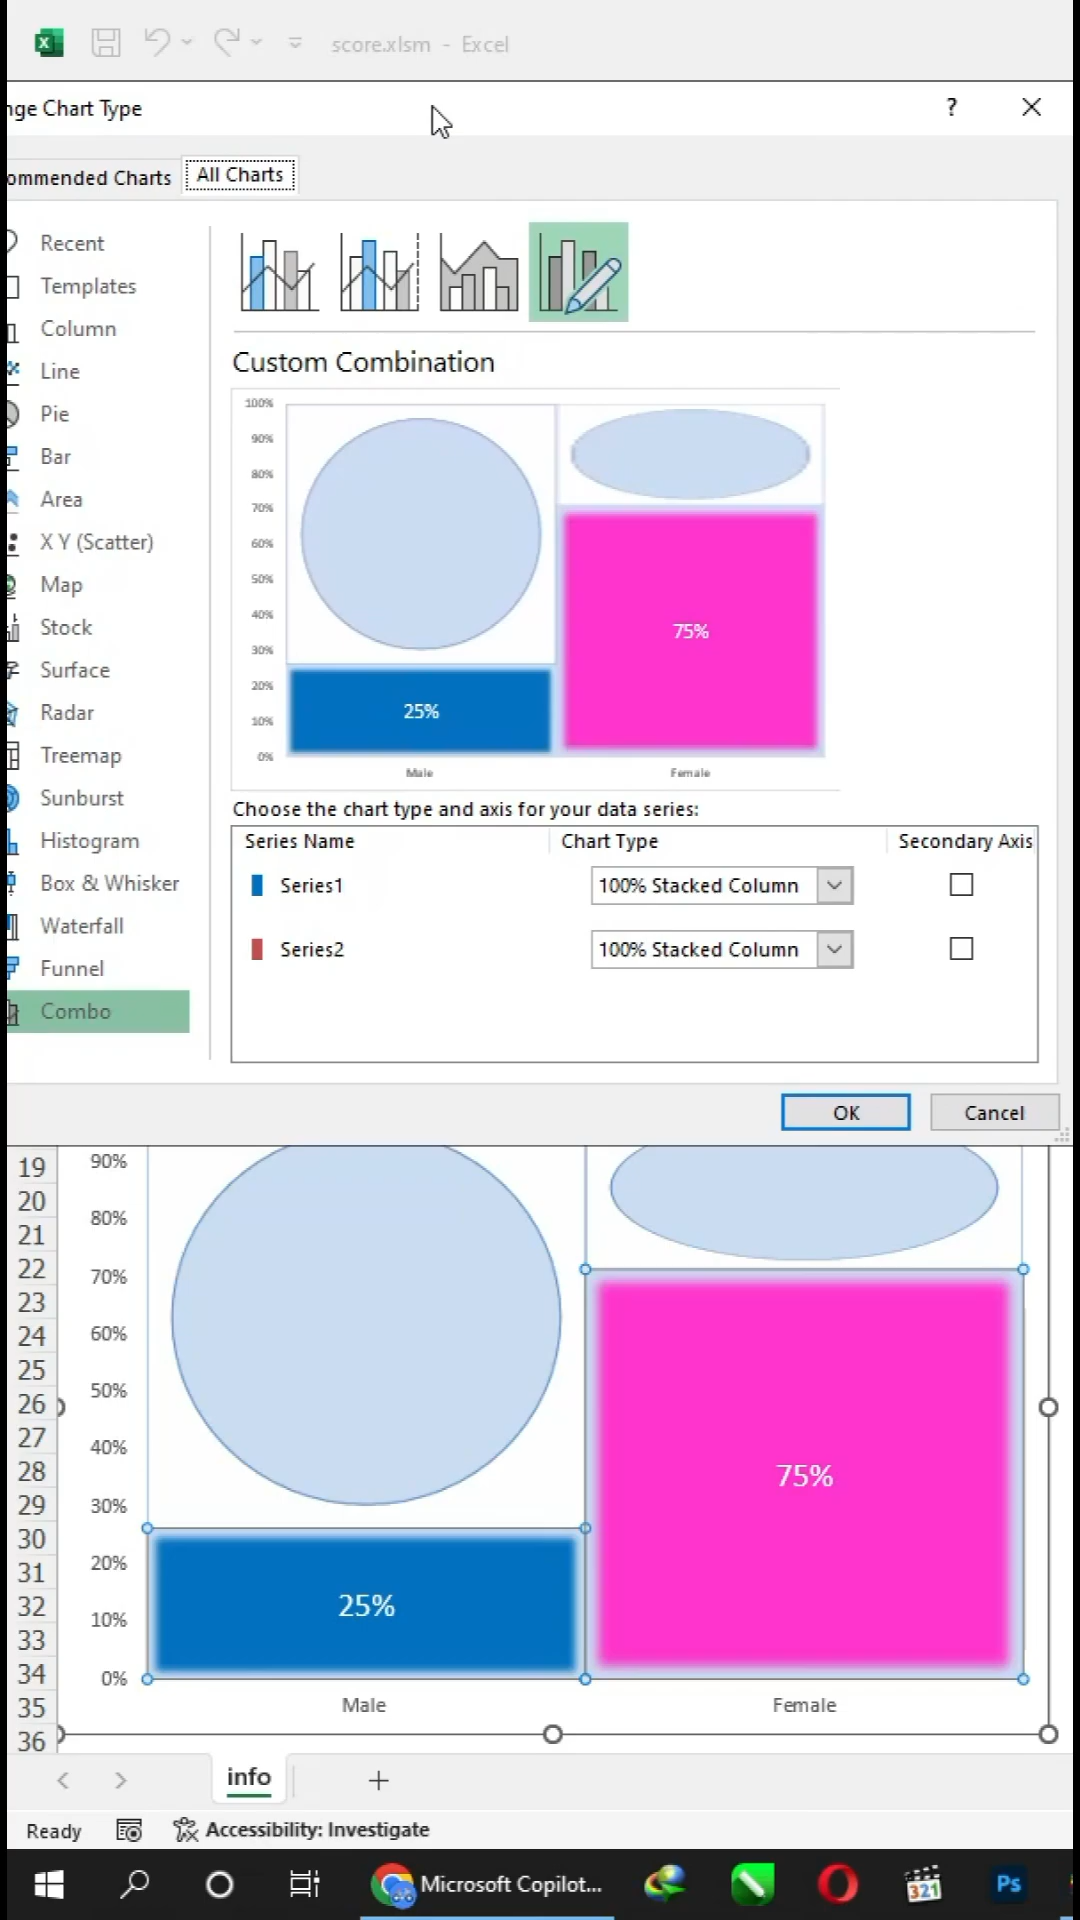 score.xlsm - Excel
nge Chart Type
?
ommended Charts
All Charts
Recent
Templates
Column
Line
Pie
Bar
Area
X Y (Scatter)
Map
Stock
Surface
Radar
Treemap
Sunburst
Histogram
Box & Whisker
Waterfall
Funnel
Combo
Custom Combination
100%
90%
80%
70%
60%
50%
40%
30%
20%
10%
0%
75%
25%
Male
Female
Choose the chart type and axis for your data series:
Series Name
Chart Type
Secondary Axis
Series1
100% Stacked Column
Series2
100% Stacked Column
OK
Cancel
19
20
21
22
23
24
25
26
27
28
29
30
31
32
33
34
35
36
90%
80%
70%
60%
50%
40%
30%
20%
10%
0%
75%
25%
Male
Female
info
Ready
Accessibility: Investigate
Microsoft Copilot...
321
Ps